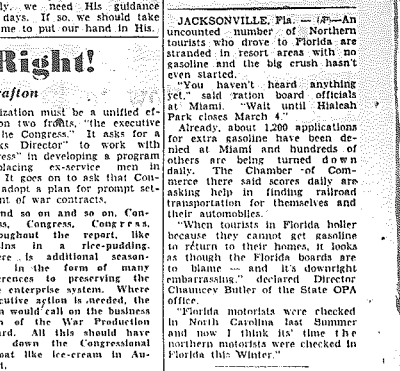 ly. we need His guidance
days. If so. we should take
me to put our hand in His.
Right!
rafton
ization must be a unified ef-
on two fronts, "the executive
the Congress." It asks for a
ks Director" to work with
ress" in developing a program
placing ex-service men in
It goes on to ask that Con-
adopt a plan for prompt set-
nt of war contracts.
nd so on and so on. Con-
ss, Congress, Congress,
oughout the report, like
ins in a rice-pudding.
ere is additional season-
in the form of many
erences to preserving the
enterprise system. Where
cutive action is needed, the
n would call on the business
n of the War Production
rd. All this should have
down the Congressional
oat like ice-cream in Au-
t.
JACKSONVILLE, Fla. — (P)—An
uncounted number of Northern
tourists who drove to Florida are
stranded in resort areas with no
gasoline and the big crush hasn't
even started.
"You haven't heard anything
yet," said ration board officials
at Miami. "Wait until Hialeah
Park closes March 4."
Already, about 1,200 applications
for extra gasoline have been de-
nied at Miami and hundreds of
others are being turned down
daily. The Chamber of Com-
merce there said scores daily are
asking help in finding railroad
transportation for themselves and
their automobiles.
"When tourists in Florida holler
because they cannot get gasoline
to return to their homes, it looks
as though the Florida boards are
to blame — and it's downright
embarrassing," declared Director
Chauncey Butler of the State OPA
office.
"Florida motorists were checked
in North Carolina last Summer
and now I think its' time the
northern motorists were checked in
Florida this Winter."